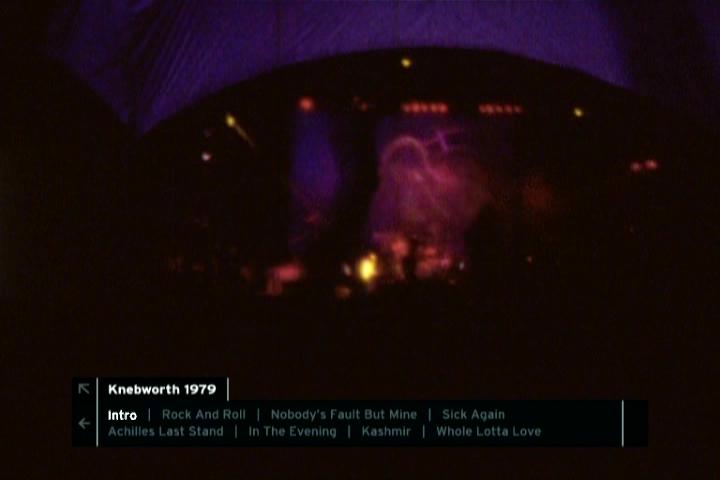 Knebworth 1979
Intro | Rock And Roll | Nobody's Fault But Mine | Sick Again
Achilles Last Stand | In The Evening | Kashmir | Whole Lotta Love